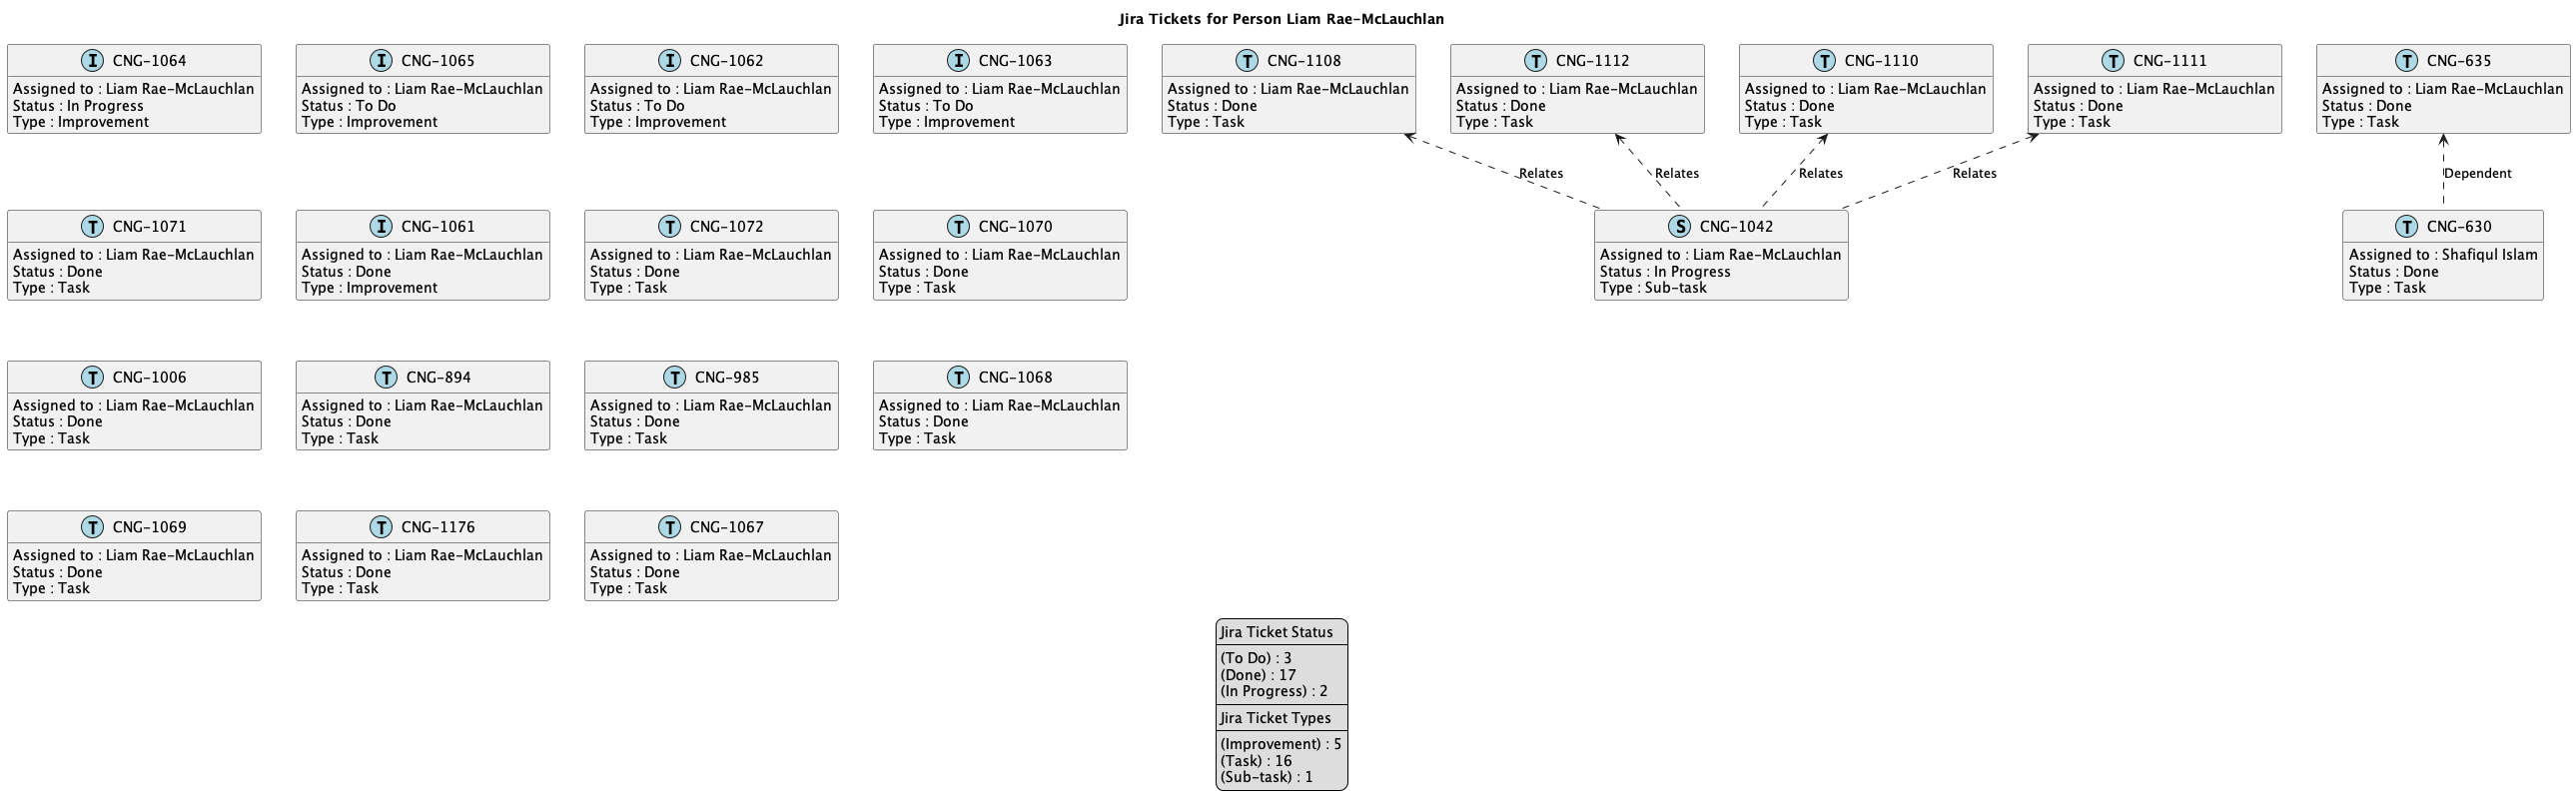 Jira Tickets for Person Liam Rae-McLauchlan
I CNG-1064
Assigned to : Liam Rae-McLauchlan
Status : In Progress
Type : Improvement
I CNG-1065
Assigned to : Liam Rae-McLauchlan
Status : To Do
Type : Improvement
I CNG-1062
Assigned to : Liam Rae-McLauchlan
Status : To Do
Type : Improvement
I CNG-1063
Assigned to : Liam Rae-McLauchlan
Status : To Do
Type : Improvement
T CNG-1108
Assigned to : Liam Rae-McLauchlan
Status : Done
Type : Task
T CNG-1112
Assigned to : Liam Rae-McLauchlan
Status : Done
Type : Task
T CNG-1110
Assigned to : Liam Rae-McLauchlan
Status : Done
Type : Task
T CNG-1111
Assigned to : Liam Rae-McLauchlan
Status : Done
Type : Task
T CNG-635
Assigned to : Liam Rae-McLauchlan
Status : Done
Type : Task
Relates
Relates
Relates
Relates
Dependent
T CNG-1071
Assigned to : Liam Rae-McLauchlan
Status : Done
Type : Task
I CNG-1061
Assigned to : Liam Rae-McLauchlan
Status : Done
Type : Improvement
T CNG-1072
Assigned to : Liam Rae-McLauchlan
Status : Done
Type : Task
T CNG-1070
Assigned to : Liam Rae-McLauchlan
Status : Done
Type : Task
S CNG-1042
Assigned to : Liam Rae-McLauchlan
Status : In Progress
Type : Sub-task
T CNG-630
Assigned to : Shafiqul Islam
Status : Done
Type : Task
T CNG-1006
Assigned to : Liam Rae-McLauchlan
Status : Done
Type : Task
T CNG-894
Assigned to : Liam Rae-McLauchlan
Status : Done
Type : Task
T CNG-985
Assigned to : Liam Rae-McLauchlan
Status : Done
Type : Task
T CNG-1068
Assigned to : Liam Rae-McLauchlan
Status : Done
Type : Task
T CNG-1069
Assigned to : Liam Rae-McLauchlan
Status : Done
Type : Task
T CNG-1176
Assigned to : Liam Rae-McLauchlan
Status : Done
Type : Task
T CNG-1067
Assigned to : Liam Rae-McLauchlan
Status : Done
Type : Task
Jira Ticket Status
(To Do) : 3
(Done) : 17
(In Progress) : 2
Jira Ticket Types
(Improvement) : 5
(Task) : 16
(Sub-task) : 1